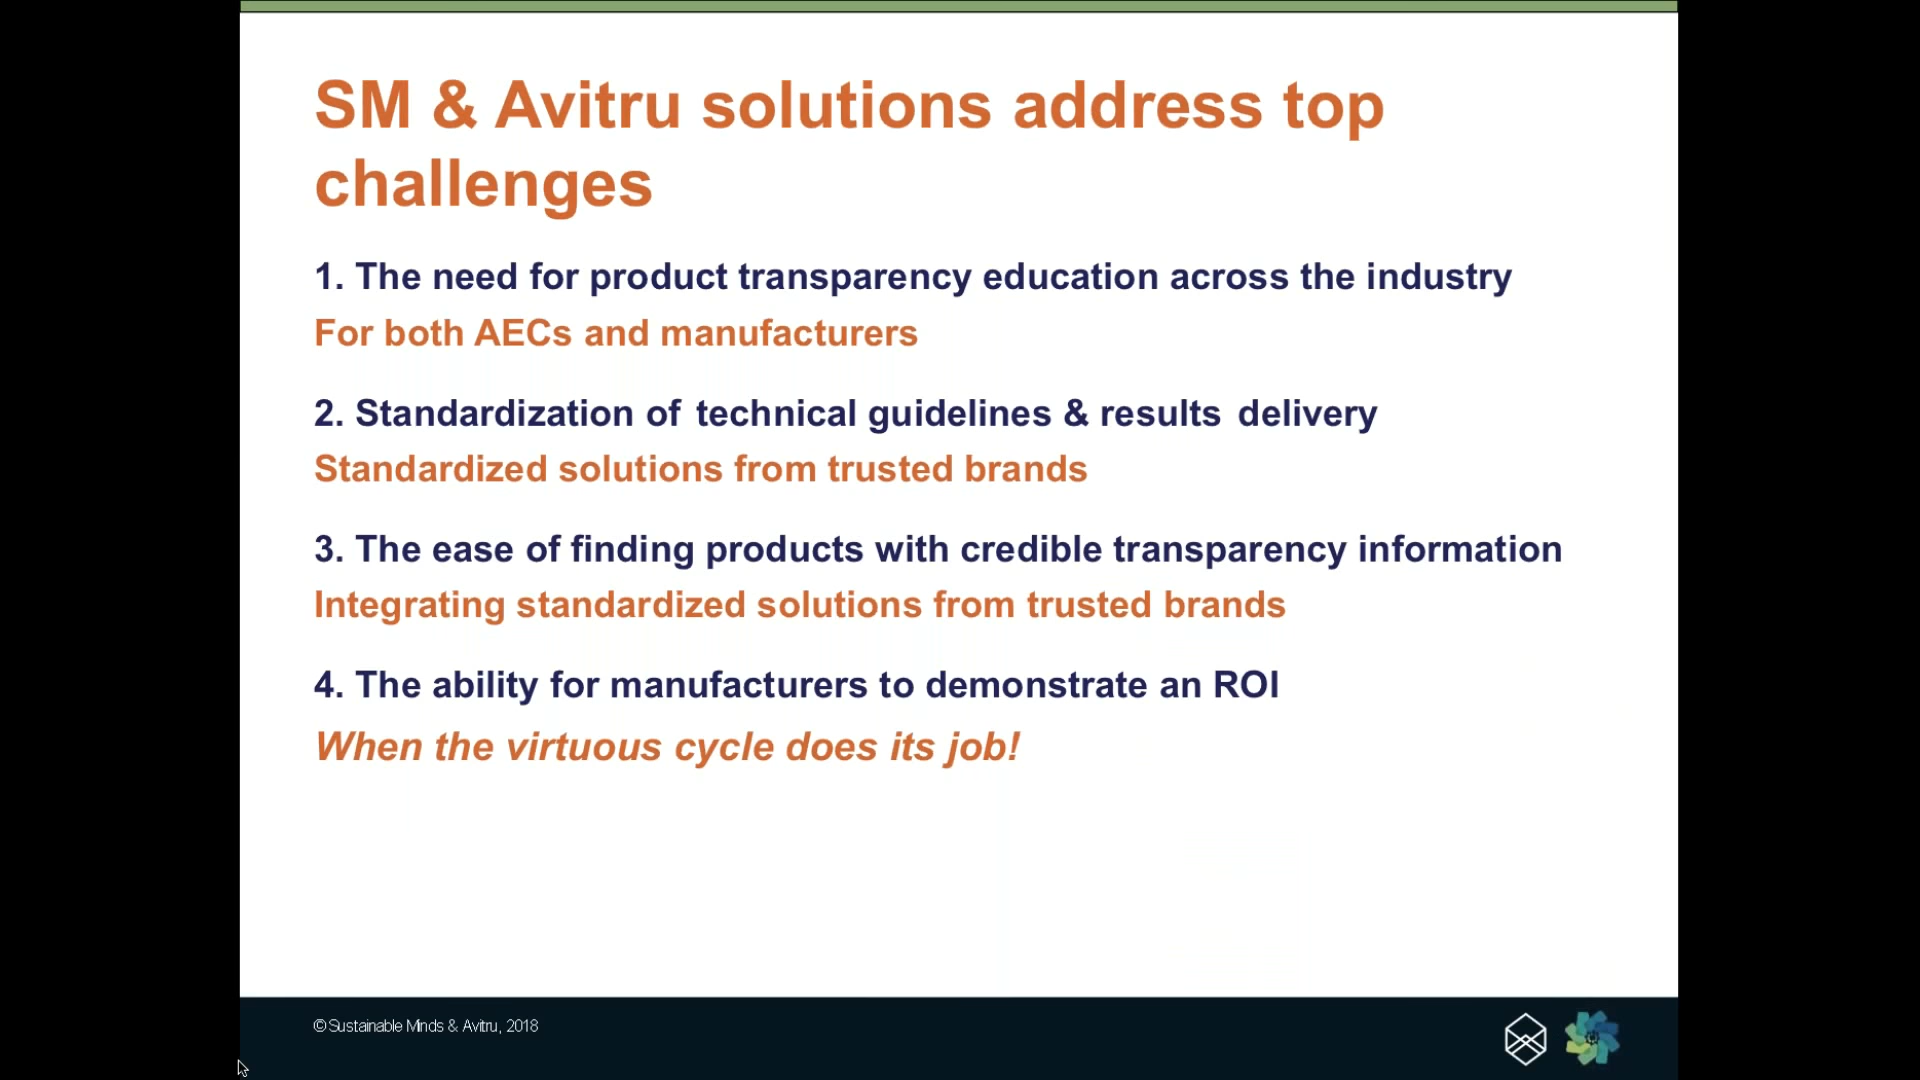 SM & Avitru solutions address top
challenges
1. The need for product transparency education across the industry
For both AECs and manufacturers
2. Standardization of technical guidelines & results delivery
Standardized solutions from trusted brands
3. The ease of finding products with credible transparency information
Integrating standardized solutions from trusted brands
4. The ability for manufacturers to demonstrate an ROI
When the virtuous cycle does its job!
© Sustainable Minds & Avitru, 2018